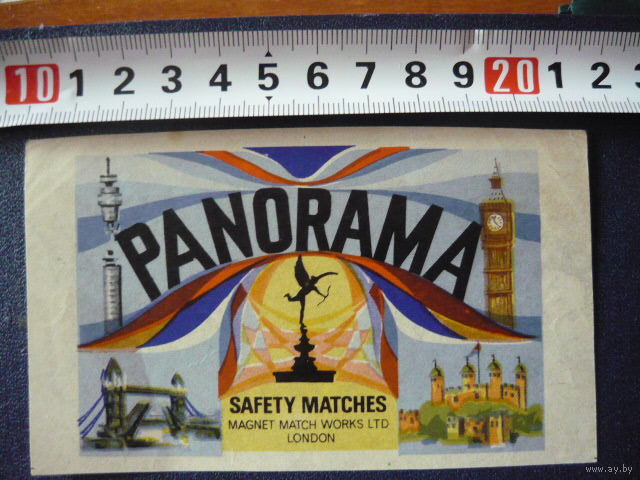 10 1 2 3 4 5 6 7 8 9 20 1 2 3
PANORAMA
SAFETY MATCHES
MAGNET MATCH WORKS LTD
LONDON
www.ay.by